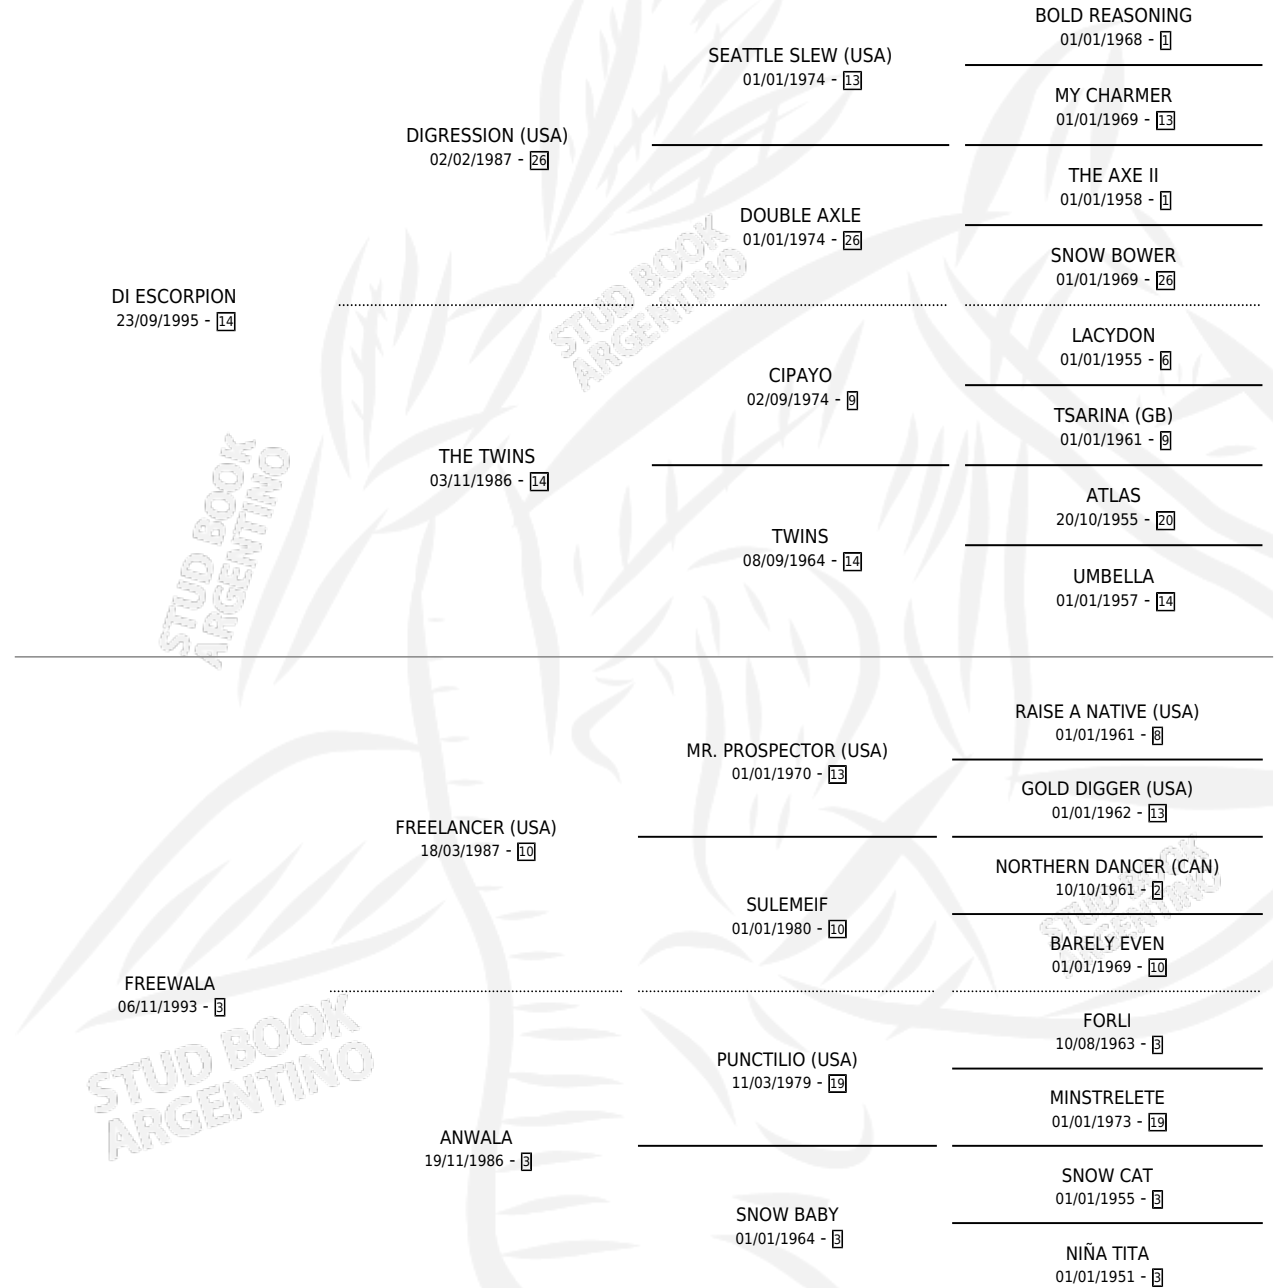 BOLD REASONING
01/01/1968 - 1
SEATTLE SLEW (USA)
01/01/1974 - 13
MY CHARMER
01/01/1969 - 13
DIGRESSION (USA)
02/02/1987 - 26
THE AXE II
01/01/1958 - 1
DOUBLE AXLE
01/01/1974 - 26
SNOW BOWER
01/01/1969 - 26
DI ESCORPION
23/09/1995 - 14
STUD BOOK
ARGENTINO
LACYDON
01/01/1955 - 6
CIPAYO
02/09/1974 - 9
TSARINA (GB)
01/01/1961 - 9
THE TWINS
03/11/1986 - 14
ATLAS
20/10/1955 - 20
TWINS
08/09/1964 - 14
UMBELLA
01/01/1957 - 14
STUD BOOK
ARGENTINO
RAISE A NATIVE (USA)
01/01/1961 - 8
MR. PROSPECTOR (USA)
01/01/1970 - 13
GOLD DIGGER (USA)
01/01/1962 - 13
FREELANCER (USA)
18/03/1987 - 10
NORTHERN DANCER (CAN)
10/10/1961 - 2
SULEMEIF
01/01/1980 - 10
BARELY EVEN
01/01/1969 - 10
STUD BOOK
ARGENTINO
FREEWALA
06/11/1993 - 3
FORLI
10/08/1963 - 3
PUNCTILIO (USA)
11/03/1979 - 19
MINSTRELETE
01/01/1973 - 19
STUD BOOK
ARGENTINO
ANWALA
19/11/1986 - 3
SNOW CAT
01/01/1955 - 3
SNOW BABY
01/01/1964 - 3
NIÑA TITA
01/01/1951 - 3